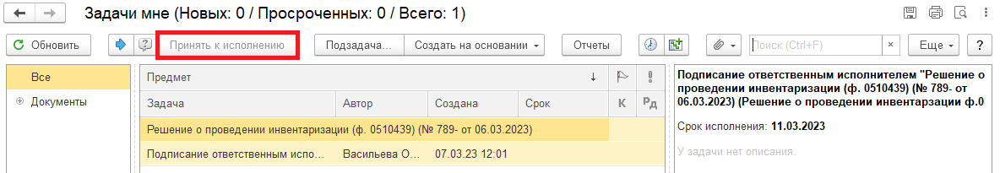 Задачи мне (Новых: 0 / Просроченных: 0 / Всего: 1)
Обновить Принять к исполнению Подзадача... Создать на основании Отчеты Поиск (Ctrl+F) × Еще ?
Все
Документы
Предмет ↓
Задача Автор Создана Срок К Рд
Решение о проведении инвентаризации (ф. 0510439) (№ 789- от 06.03.2023)
Подписание ответственным испо... Васильева О... 07.03.23 12:01
Подписание ответственным исполнителем "Решение о
проведении инвентаризации (ф. 0510439) (№ 789- от
06.03.2023) (Решение о проведении инвентарзации ф.0
Срок исполнения: 11.03.2023
У задачи нет описания.